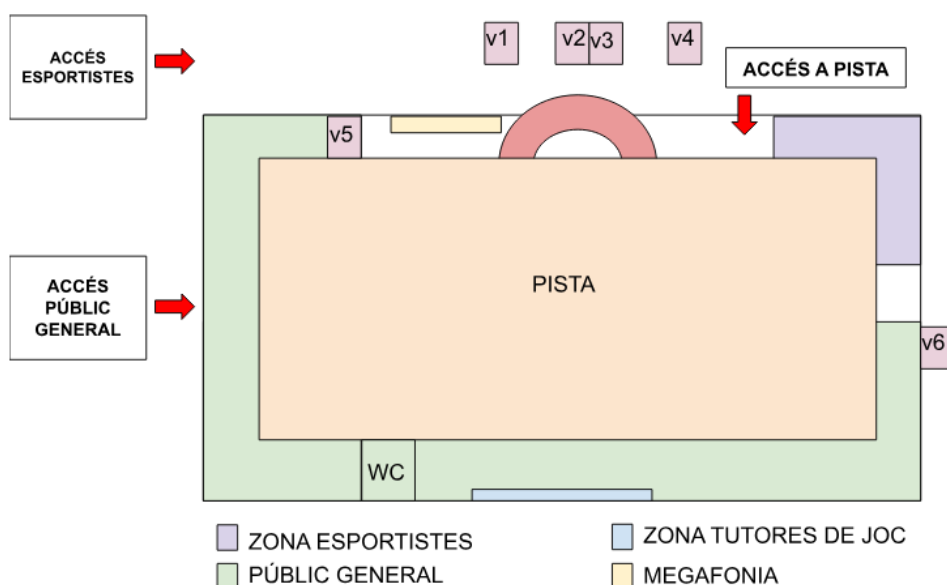 ACCÉS
ESPORTISTES
v1
v2
v3
v4
ACCÉS A PISTA
v5
ACCÉS
PÚBLIC
GENERAL
PISTA
v6
WC
ZONA ESPORTISTES
ZONA TUTORES DE JOC
PÚBLIC GENERAL
MEGAFONIA